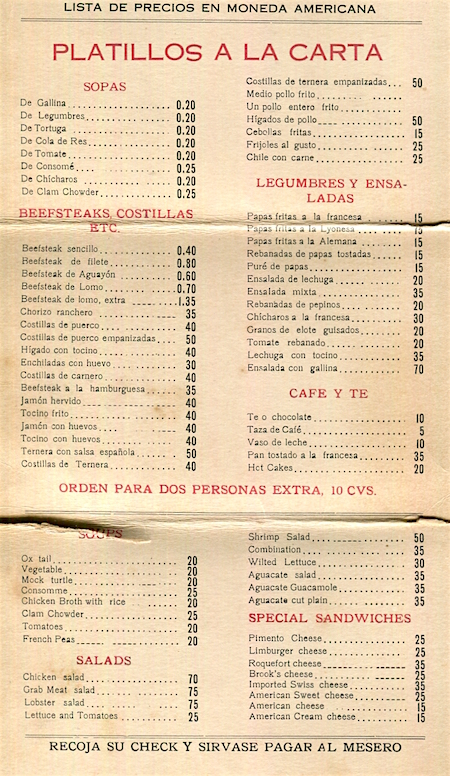 LISTA DE PRECIOS EN MONEDA AMERICANA
PLATILLOS A LA CARTA
SOPAS
De Gallina 0.20
De Legumbres 0.20
De Tortuga 0.20
De Cola de Res 0.20
De Tomate 0.20
De Consomé 0.25
De Chícharos 0.20
De Clam Chowder 0.25
BEEFSTEAKS, COSTILLAS
ETC.
Beefsteak sencillo 0.40
Beefsteak de filete 0.80
Beefsteak de Aguayón 0.60
Beefsteak de Lomo 0.70
Beefsteak de lomo, extra 1.35
Chorizo ranchero 35
Costillas de puerco 40
Costillas de puerco empanizadas 50
Hígado con tocino 40
Enchiladas con huevo 30
Costillas de carnero 40
Beefsteak a la hamburguesa 35
Jamón hervido 40
Tocino frito 40
Jamón con huevos 40
Tocino con huevos 40
Ternera con salsa española 50
Costillas de Ternera 40
Costillas de ternera empanizadas 50
Medio pollo frito
Un pollo entero frito
Hígados de pollo 50
Cebollas fritas 15
Frijoles al gusto 25
Chile con carne 25
LEGUMBRES Y ENSA-
LADAS
Papas fritas a la francesa 15
Papas fritas a la Lyonesa 15
Papas fritas a la Alemana 15
Rebanadas de papas tostadas 15
Puré de papas 15
Ensalada de lechuga 20
Ensalada mixta 35
Rebanadas de pepinos 20
Chícharos a la francesa 30
Granos de elote guisados 20
Tomate rebanado 20
Lechuga con tocino 35
Ensalada con gallina 70
CAFE Y TE
Te o chocolate 10
Taza de Café 5
Vaso de leche 10
Pan tostado a la francesa 35
Hot Cakes 20
ORDEN PARA DOS PERSONAS EXTRA, 10 CVS.
SOUPS
Ox tail 20
Vegetable 20
Mock turtle 20
Consomme 25
Chicken Broth with rice 20
Clam Chowder 25
Tomatoes 20
French Peas 20
SALADS
Chicken salad 70
Grab Meat salad 75
Lobster salad 75
Lettuce and Tomatoes 25
Shrimp Salad 50
Combination 35
Wilted Lettuce 30
Aguacate salad 35
Aguacate Guacamole 35
Aguacate cut plain 35
SPECIAL SANDWICHES
Pimento Cheese 25
Limburger cheese 25
Roquefort cheese 35
Brook's cheese 25
Imported Swiss cheese 35
American Sweet cheese 25
American cheese 15
American Cream cheese 15
RECOJA SU CHECK Y SIRVASE PAGAR AL MESERO